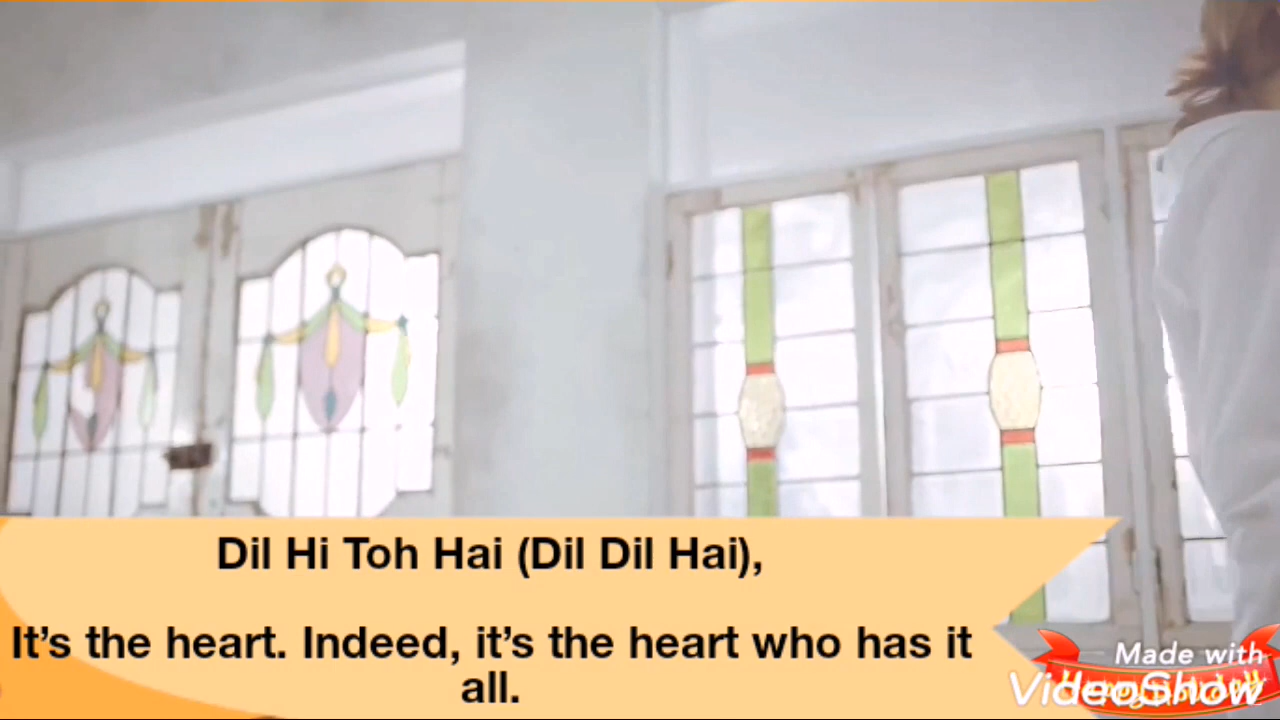 Dil Hi Toh Hai (Dil Dil Hai),
It's the heart. Indeed, it's the heart who has it
all.
Made with
VideoShow